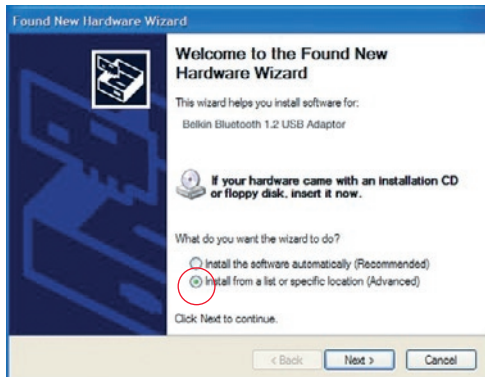 Found New Hardware Wizard
Welcome to the Found New
Hardware Wizard
This wizard helps you install software for:
Belkin Bluetooth 1.2 USB Adaptor
If your hardware came with an installation CD
or floppy disk, insert it now.
What do you want the wizard to do?
Install the software automatically (Recommended)
Install from a list or specific location (Advanced)
Click Next to continue.
< Back Next > Cancel